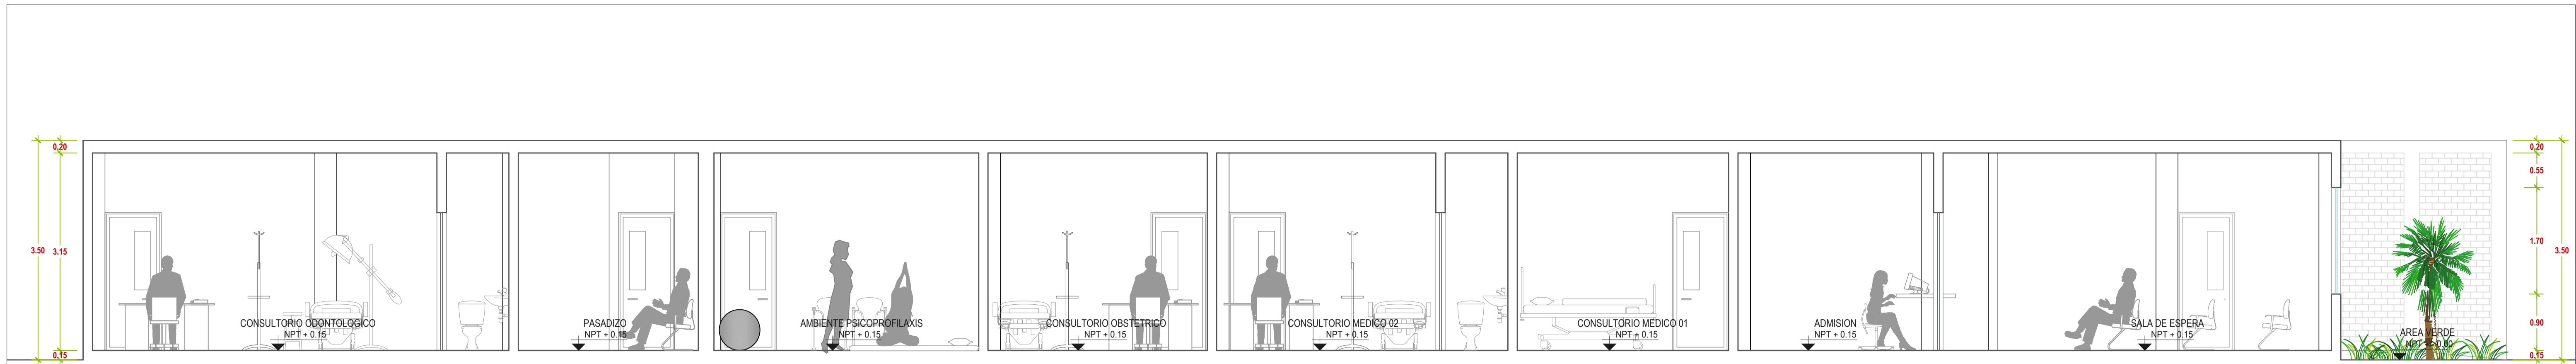 0.20
3.50
3.15
0.15
CONSULTORIO ODONTOLOGICO
NPT + 0.15
PASADIZO
NPT + 0.15
AMBIENTE PSICOPROFILAXIS
NPT + 0.15
CONSULTORIO OBSTETRICO
NPT + 0.15
CONSULTORIO MEDICO 02
NPT + 0.15
CONSULTORIO MEDICO 01
NPT + 0.15
ADMISION
NPT + 0.15
SALA DE ESPERA
NPT + 0.15
AREA VERDE
NPT + 0.00
0.20
0.55
1.70
3.50
0.90
0.15